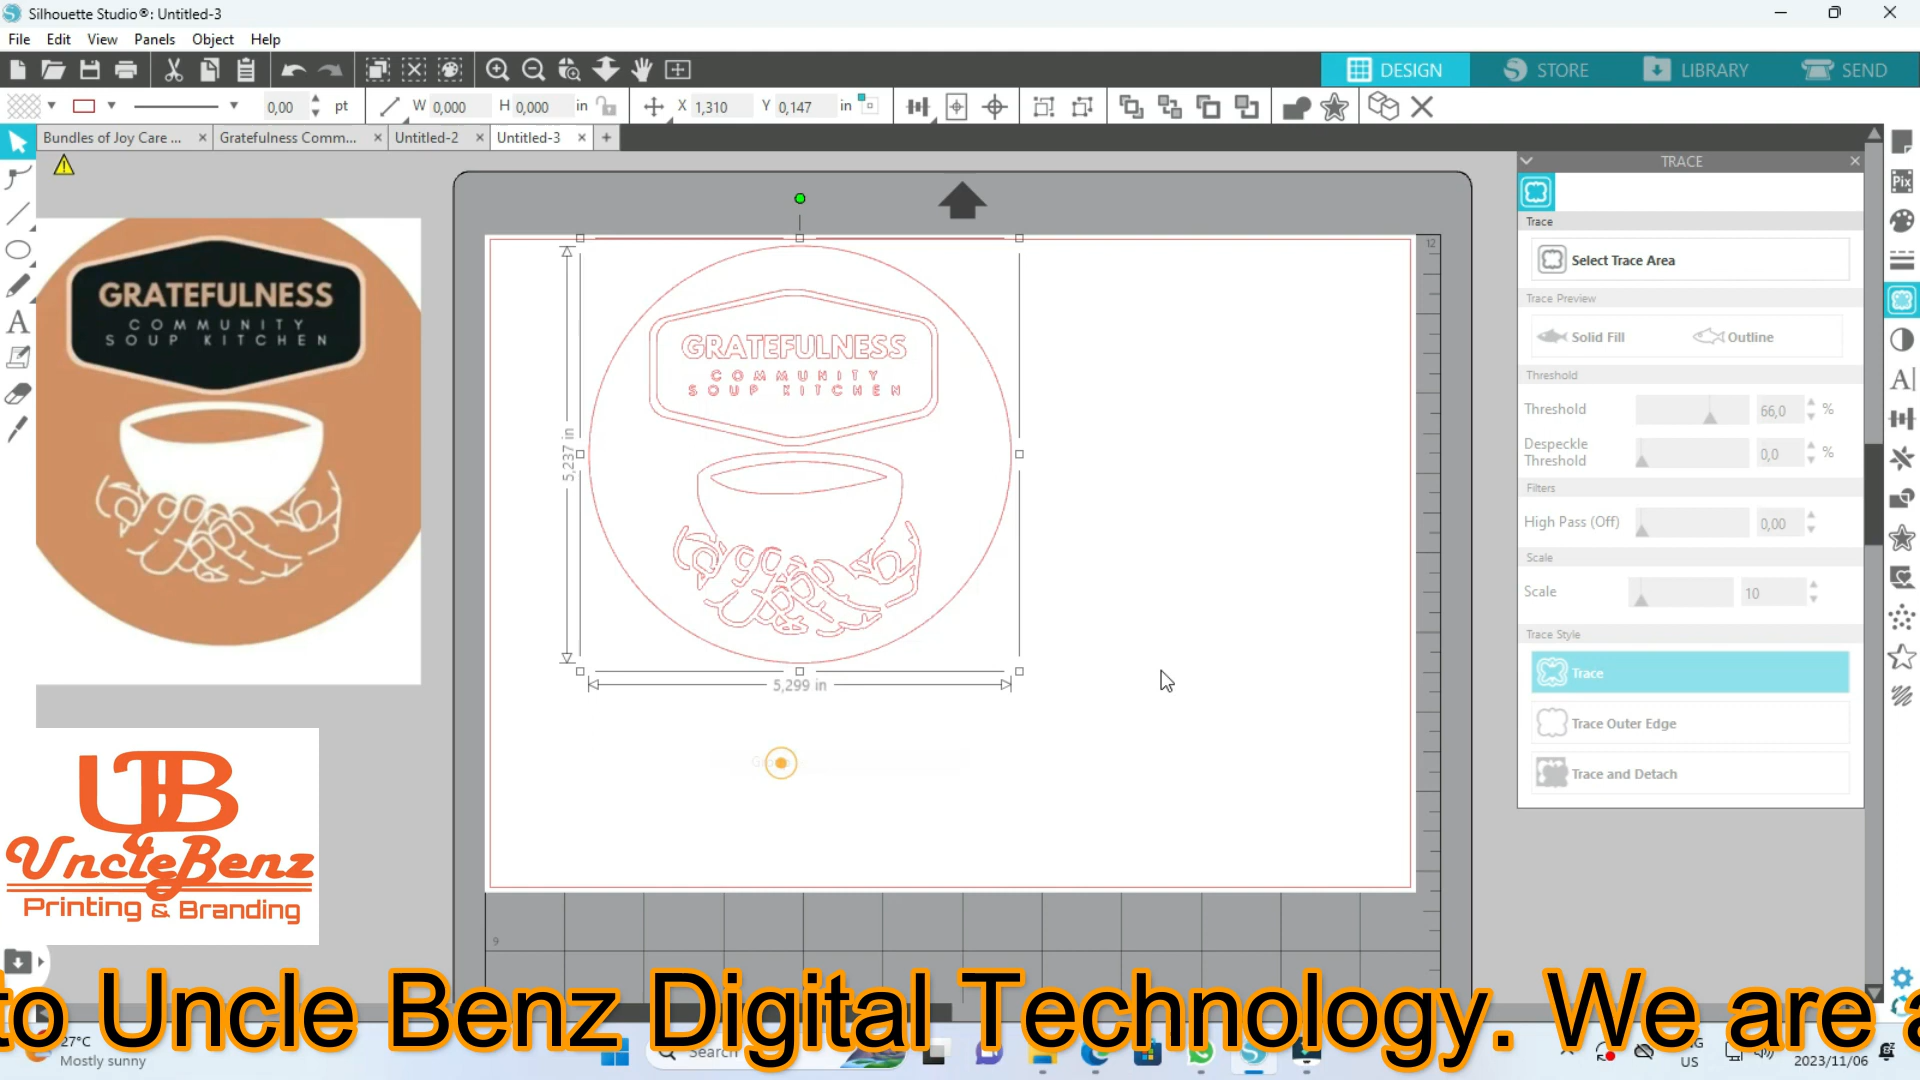 Silhouette Studio®: Untitled-3
File Edit View Panels Object Help
DESIGN STORE LIBRARY SEND
0,00 pt W 0,000 H 0,000 in X 1,310 Y 0,147 in
Bundles of Joy Care ... Gratefulness Comm... Untitled-2 Untitled-3
GRATEFULNESS
COMMUNITY
SOUP KITCHEN
GRATEFULNESS
COMMUNITY
SOUP KITCHEN
5,237 in
5,299 in
12
9
TRACE
Trace
Select Trace Area
Trace Preview
Solid Fill Outline
Threshold
Threshold 66,0 %
Despeckle
Threshold 0,0 %
Filters
High Pass (Off) 0,00
Scale
Scale 10
Trace Style
Trace
Trace Outer Edge
Trace and Detach
Pix
UB
UncleBenz
Printing & Branding
to Uncle Benz Digital Technology. We are a
27°C
Mostly sunny
Search
US
2023/11/06